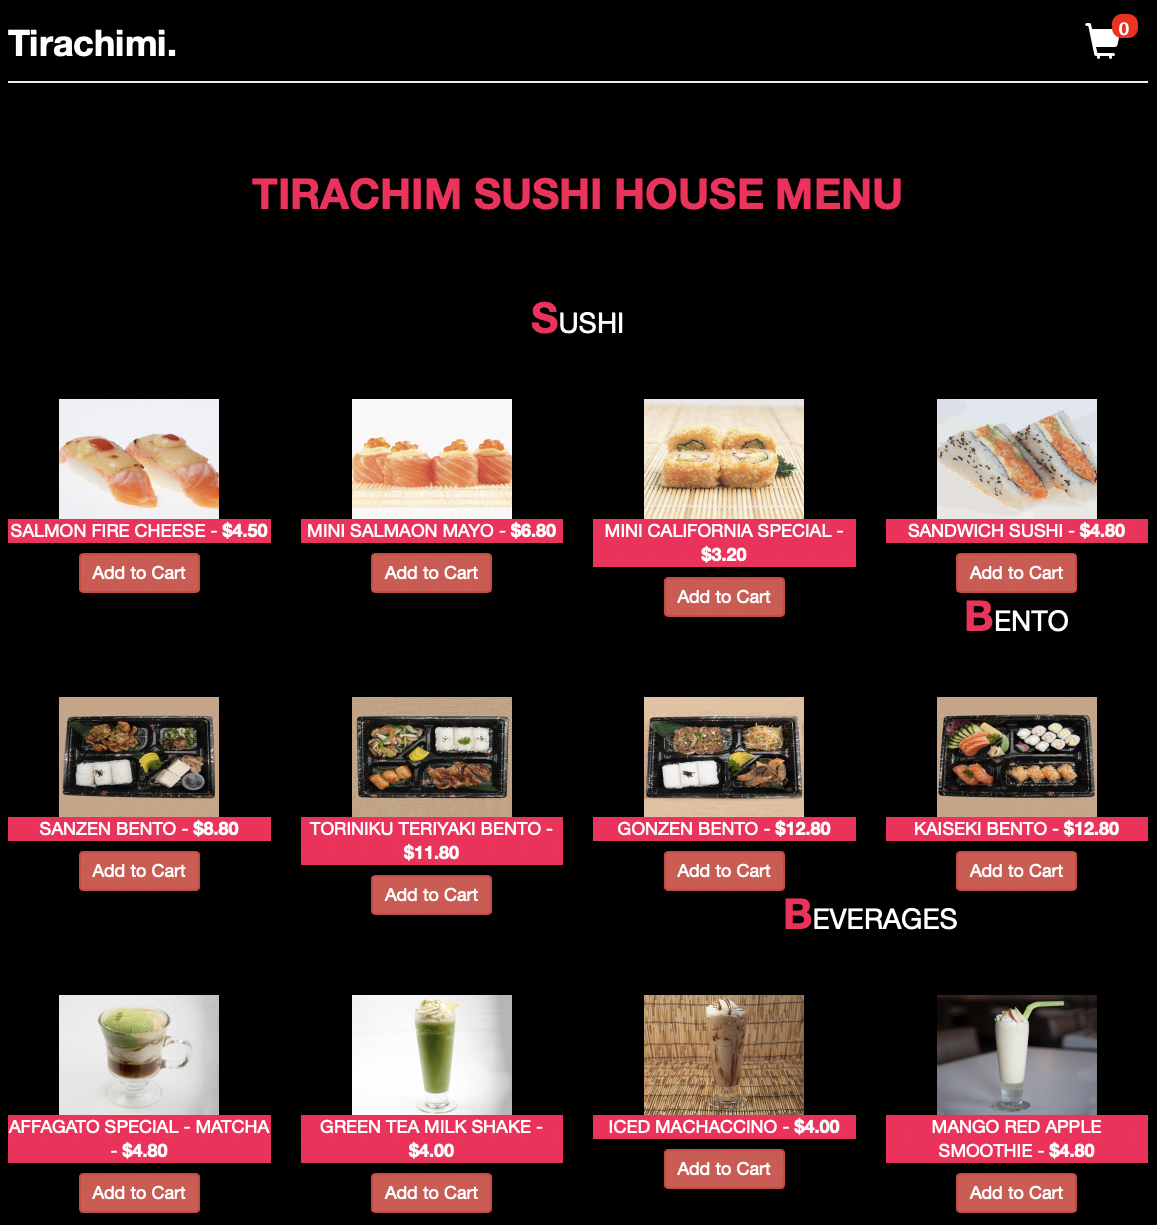 Tirachimi.
0
TIRACHIM SUSHI HOUSE MENU
SUSHI
SALMON FIRE CHEESE - $4.50
Add to Cart
MINI SALMAON MAYO - $6.80
Add to Cart
MINI CALIFORNIA SPECIAL -
$3.20
Add to Cart
SANDWICH SUSHI - $4.80
Add to Cart
BENTO
SANZEN BENTO - $8.80
Add to Cart
TORINIKU TERIYAKI BENTO -
$11.80
Add to Cart
GONZEN BENTO - $12.80
Add to Cart
KAISEKI BENTO - $12.80
Add to Cart
BEVERAGES
AFFAGATO SPECIAL - MATCHA
- $4.80
Add to Cart
GREEN TEA MILK SHAKE -
$4.00
Add to Cart
ICED MACHACCINO - $4.00
Add to Cart
MANGO RED APPLE
SMOOTHIE - $4.80
Add to Cart